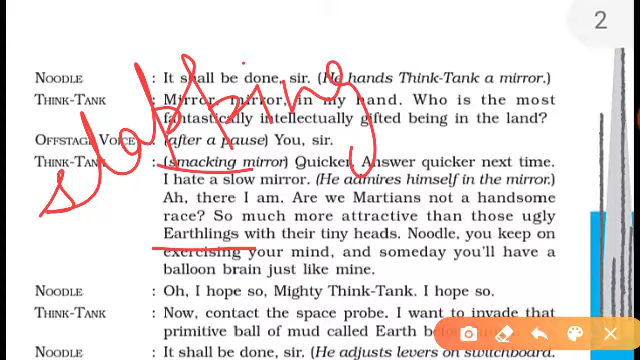 2
NOODLE : It shall be done, sir. (He hands Think-Tank a mirror.)
THINK-TANK : Mirror, mirror, in my hand. Who is the most
fantastically intellectually gifted being in the land?
OFFSTAGE VOICE : (after a pause) You, sir.
THINK-TANK : (smacking mirror) Quicker. Answer quicker next time.
I hate a slow mirror. (He admires himself in the mirror.)
Ah, there I am. Are we Martians not a handsome
race? So much more attractive than those ugly
Earthlings with their tiny heads. Noodle, you keep on
exercising your mind, and someday you'll have a
balloon brain just like mine.
NOODLE : Oh, I hope so, Mighty Think-Tank. I hope so.
THINK-TANK : Now, contact the space probe. I want to invade that
primitive ball of mud called Earth
NOODLE : It shall be done, sir. (He adjusts levers on switchboard.
slapping